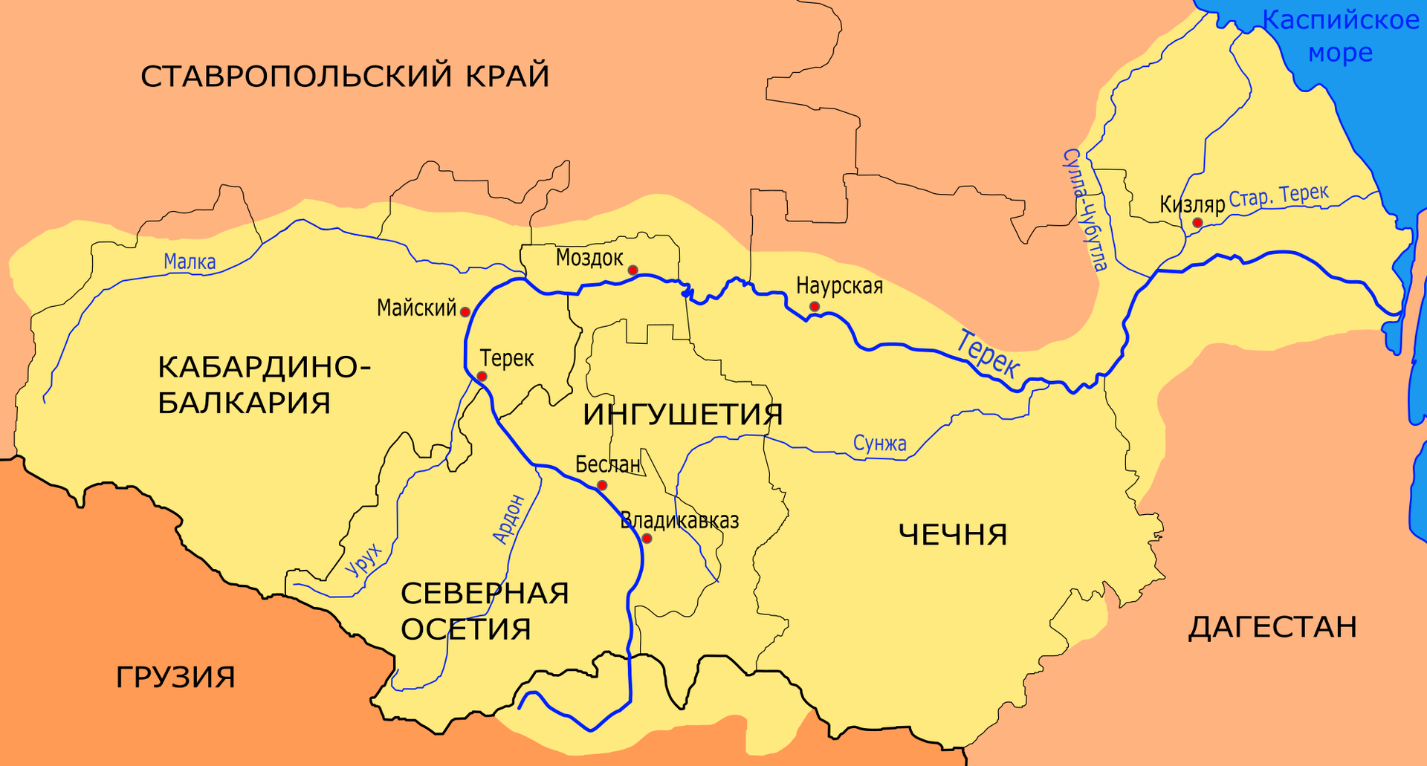 Каспийское
море
СТАВРОПОЛЬСКИЙ КРАЙ
Сулла-Чубутла
Кизляр
Стар. Терек
Малка
Моздок
Наурская
Майский
Терек
Терек
КАБАРДИНО-
БАЛКАРИЯ
ИНГУШЕТИЯ
Сунжа
Беслан
Ардон
Владикавказ
ЧЕЧНЯ
Урух
СЕВЕРНАЯ
ОСЕТИЯ
ДАГЕСТАН
ГРУЗИЯ